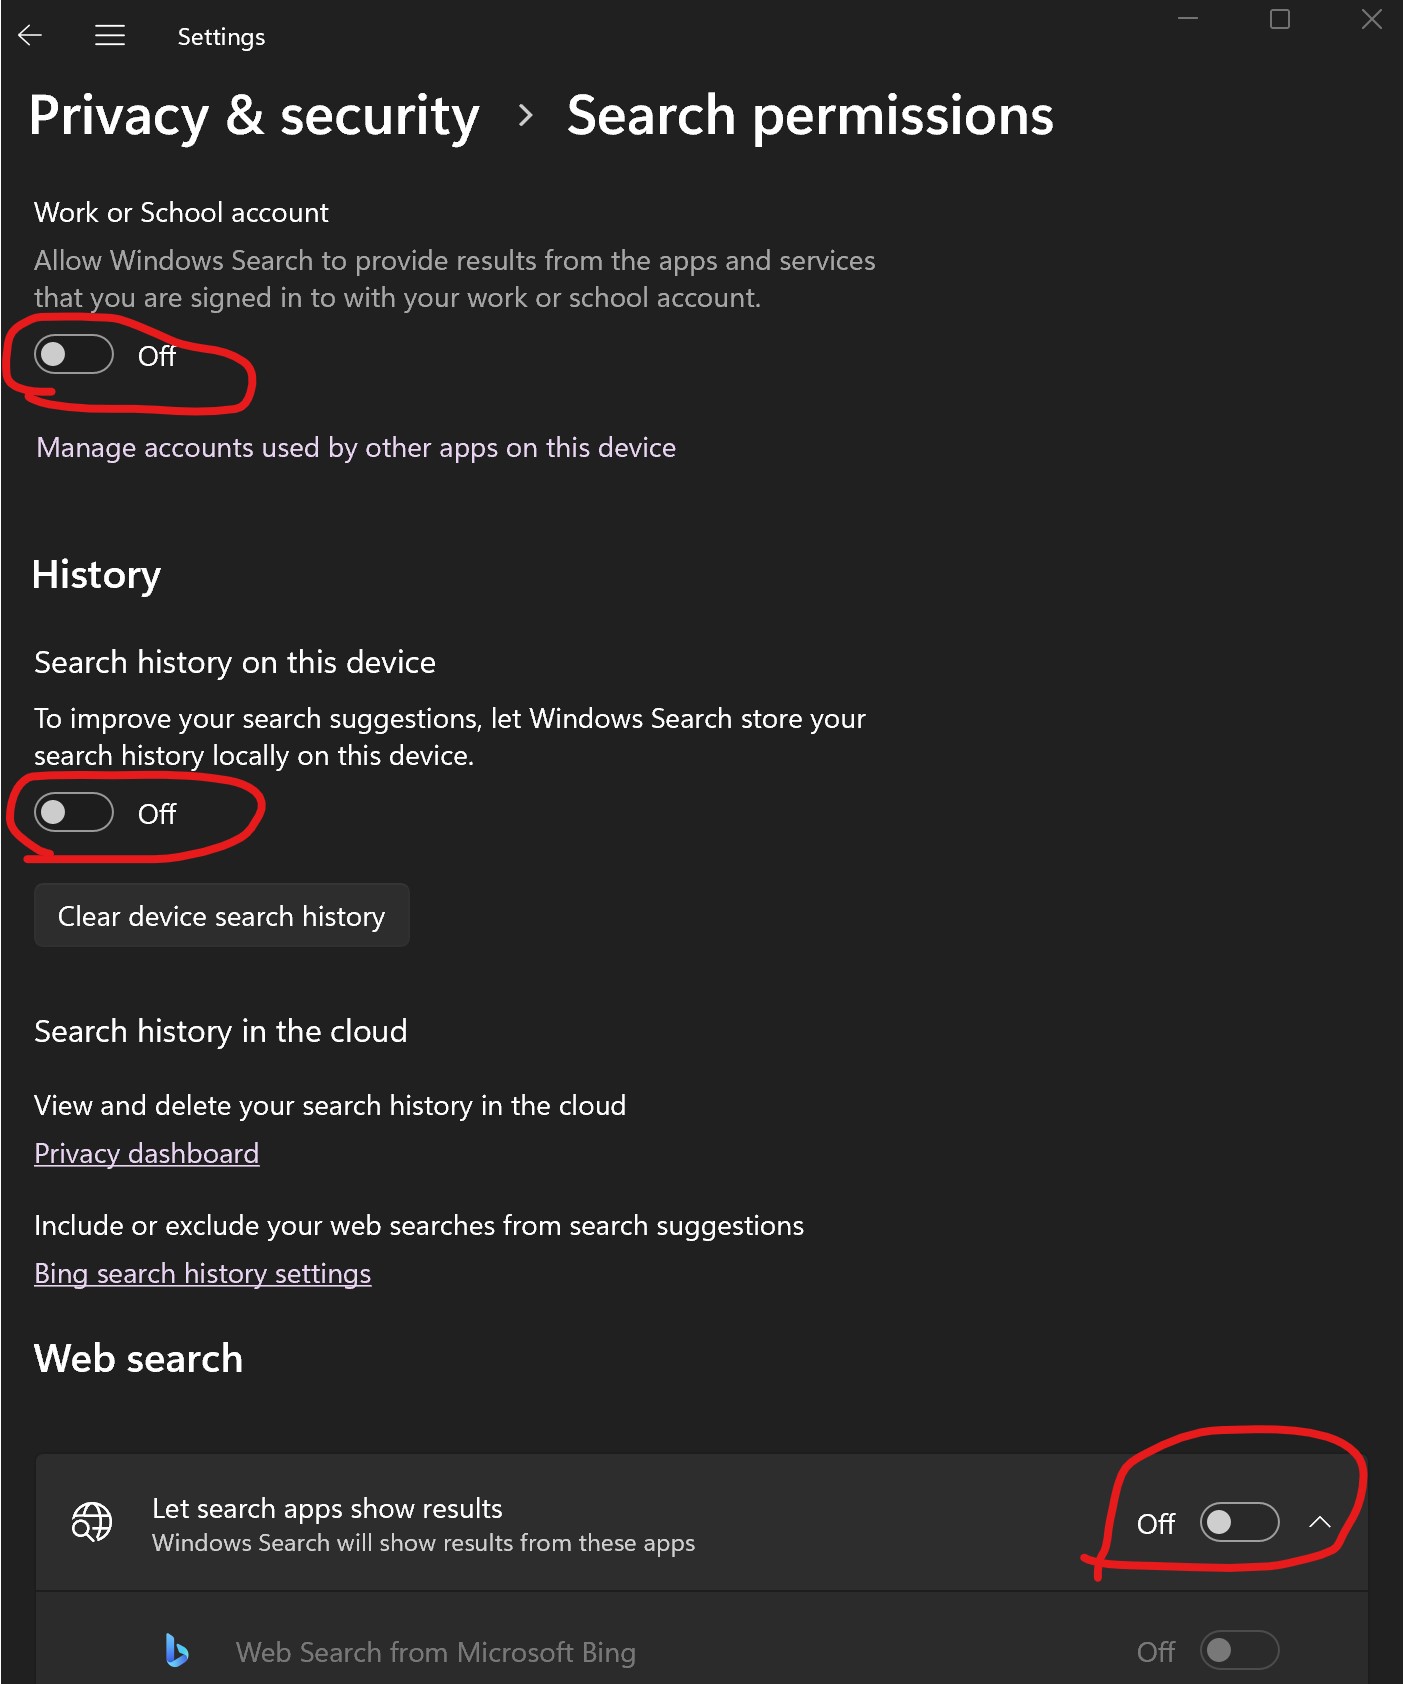 Settings
Privacy & security > Search permissions
Work or School account
Allow Windows Search to provide results from the apps and services
that you are signed in to with your work or school account.
Off
Manage accounts used by other apps on this device
History
Search history on this device
To improve your search suggestions, let Windows Search store your
search history locally on this device.
Off
Clear device search history
Search history in the cloud
View and delete your search history in the cloud
Privacy dashboard
Include or exclude your web searches from search suggestions
Bing search history settings
Web search
Let search apps show results
Windows Search will show results from these apps
Off
Web Search from Microsoft Bing
Off